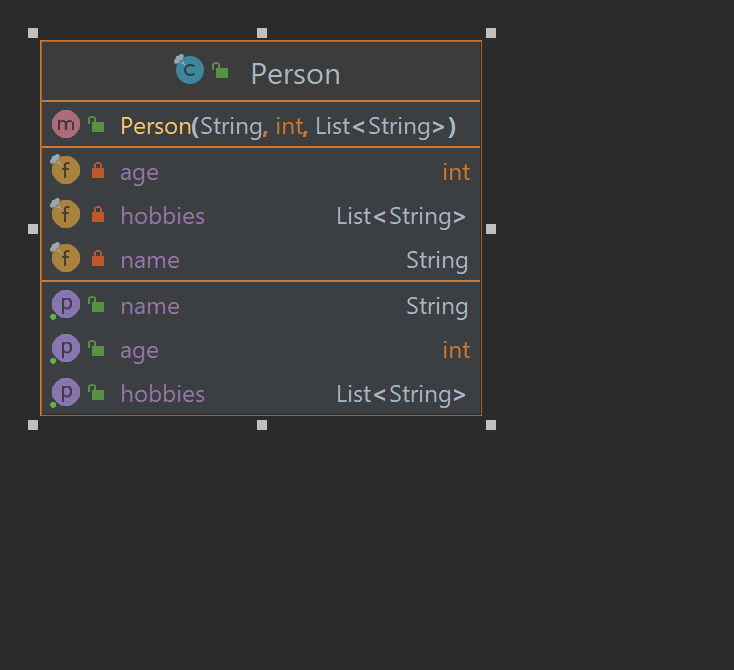 C Person
m Person(String, int, List<String>)
f age int
f hobbies List<String>
f name String
p name String
p age int
p hobbies List<String>